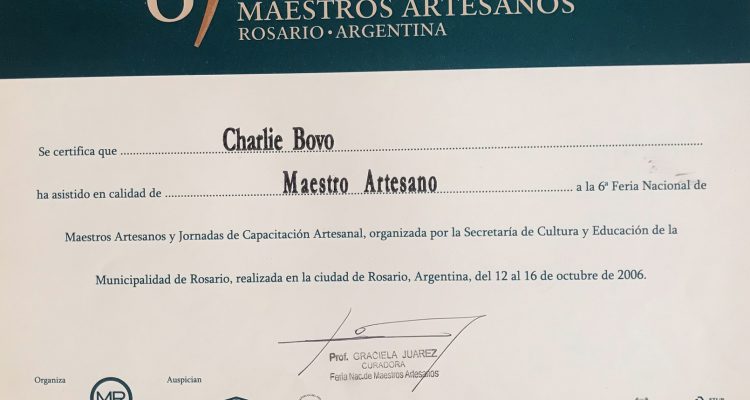 MAESTROS ARTESANOS
ROSARIO · ARGENTINA
Se certifica que Charlie Bovo
ha asistido en calidad de Maestro Artesano a la 6ª Feria Nacional de
Maestros Artesanos y Jornadas de Capacitación Artesanal, organizada por la Secretaría de Cultura y Educación de la
Municipalidad de Rosario, realizada en la ciudad de Rosario, Argentina, del 12 al 16 de octubre de 2006.
Prof. GRACIELA JUAREZ
CURADORA
Feria Nac.de Maestros Artesanos
Organiza
Auspician
MR